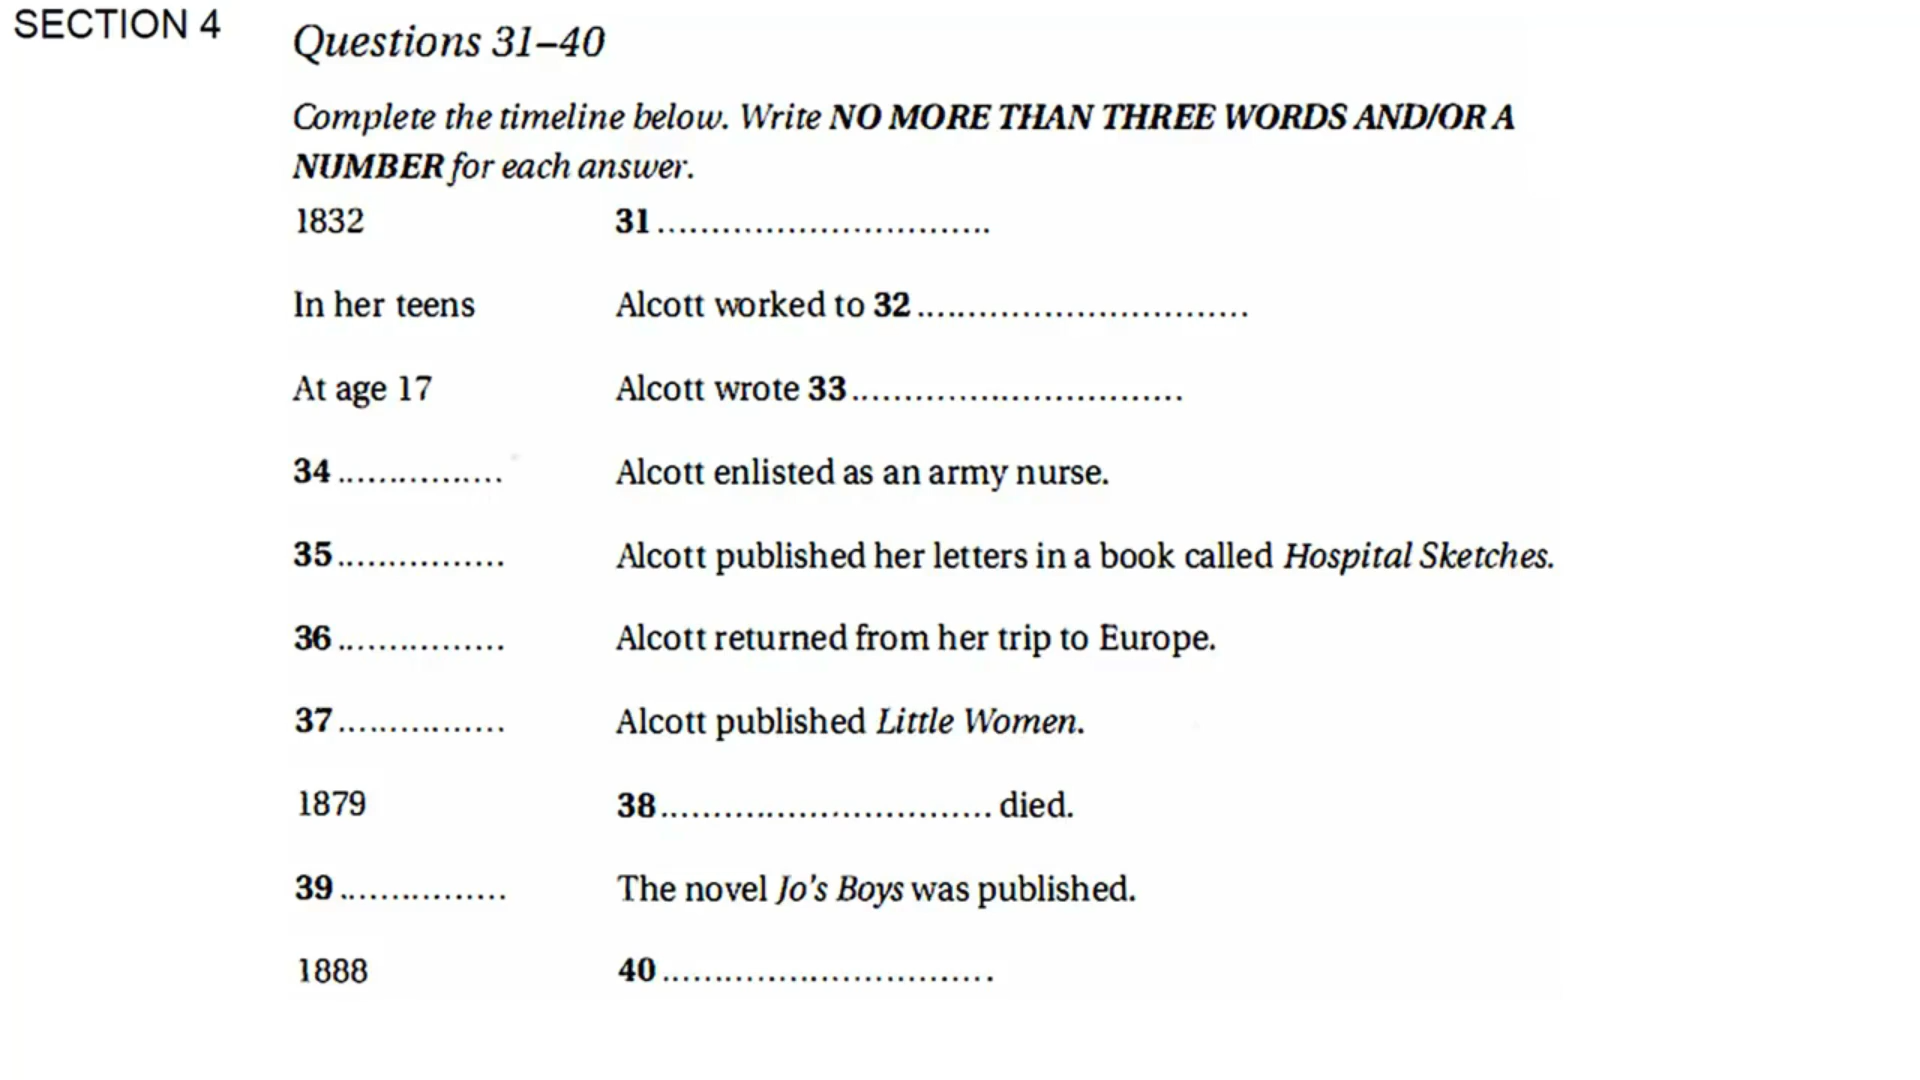 SECTION 4
Questions 31–40
Complete the timeline below. Write NO MORE THAN THREE WORDS AND/OR A
NUMBER for each answer.
1832 31 ...............................
In her teens Alcott worked to 32 ...............................
At age 17 Alcott wrote 33 ...............................
34 ................ Alcott enlisted as an army nurse.
35 ................ Alcott published her letters in a book called Hospital Sketches.
36 ................ Alcott returned from her trip to Europe.
37 ................ Alcott published Little Women.
1879 38 ............................... died.
39 ................ The novel Jo's Boys was published.
1888 40 ...............................